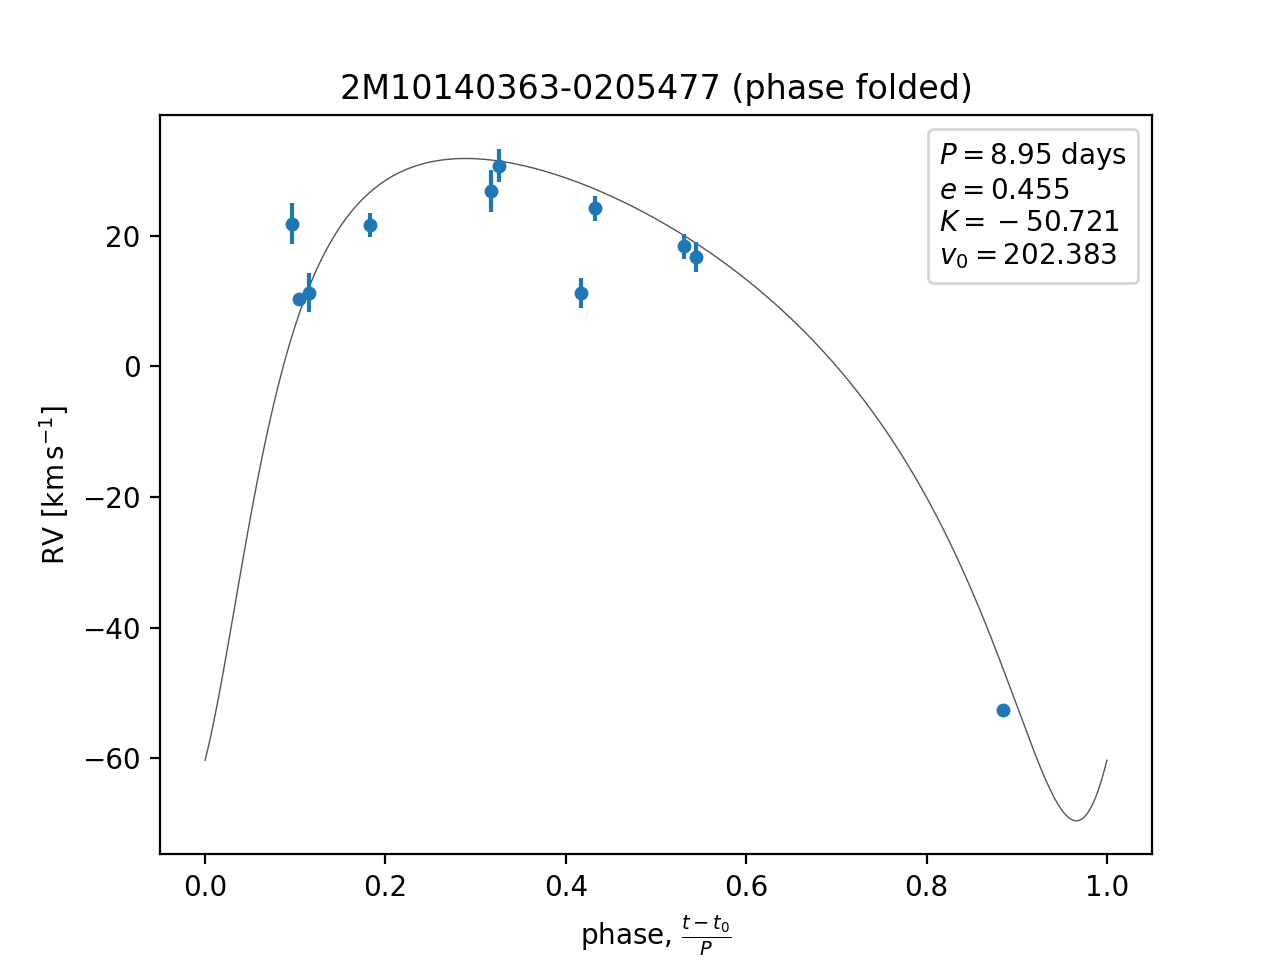 2M10140363-0205477 (phase folded)
P = 8.95 days
e = 0.455
K = −50.721
v₀ = 202.383
20
0
−20
−40
−60
RV [km s⁻¹]
0.0 0.2 0.4 0.6 0.8 1.0
phase, (t − t₀)/P